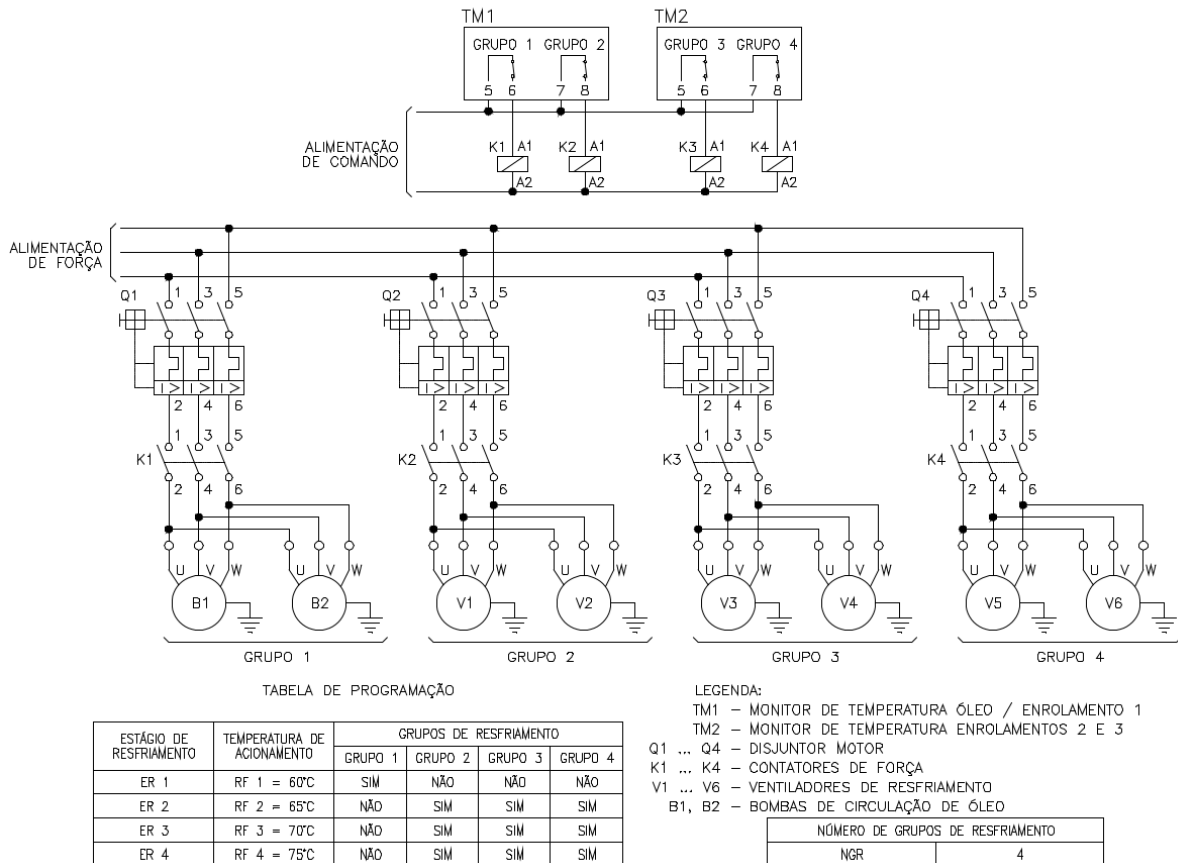 TM1 TM2
GRUPO 1 GRUPO 2 GRUPO 3 GRUPO 4
5 6 7 8 5 6 7 8
ALIMENTAÇÃO
DE COMANDO
K1 A1 K2 A1 K3 A1 K4 A1
A2 A2 A2 A2
ALIMENTAÇÃO
DE FORÇA
Q1 1 3 5 Q2 1 3 5 Q3 1 3 5 Q4 1 3 5
I > I > I > I > I > I > I > I > I > I > I > I >
2 4 6 2 4 6 2 4 6 2 4 6
1 3 5 1 3 5 1 3 5 1 3 5
K1 K2 K3 K4
2 4 6 2 4 6 2 4 6 2 4 6
U V W U V W U V W U V W U V W U V W U V W U V W
B1 B2 V1 V2 V3 V4 V5 V6
GRUPO 1 GRUPO 2 GRUPO 3 GRUPO 4
TABELA DE PROGRAMAÇÃO
ESTÁGIO DE RESFRIAMENTO TEMPERATURA DE ACIONAMENTO GRUPOS DE RESFRIAMENTO
GRUPO 1 GRUPO 2 GRUPO 3 GRUPO 4
ER 1 RF 1 = 60°C SIM NÃO NÃO NÃO
ER 2 RF 2 = 65°C NÃO SIM SIM SIM
ER 3 RF 3 = 70°C NÃO SIM SIM SIM
ER 4 RF 4 = 75°C NÃO SIM SIM SIM
LEGENDA:
TM1 – MONITOR DE TEMPERATURA ÓLEO / ENROLAMENTO 1
TM2 – MONITOR DE TEMPERATURA ENROLAMENTOS 2 E 3
Q1 ... Q4 – DISJUNTOR MOTOR
K1 ... K4 – CONTATORES DE FORÇA
V1 ... V6 – VENTILADORES DE RESFRIAMENTO
B1, B2 – BOMBAS DE CIRCULAÇÃO DE ÓLEO
NÚMERO DE GRUPOS DE RESFRIAMENTO
NGR 4